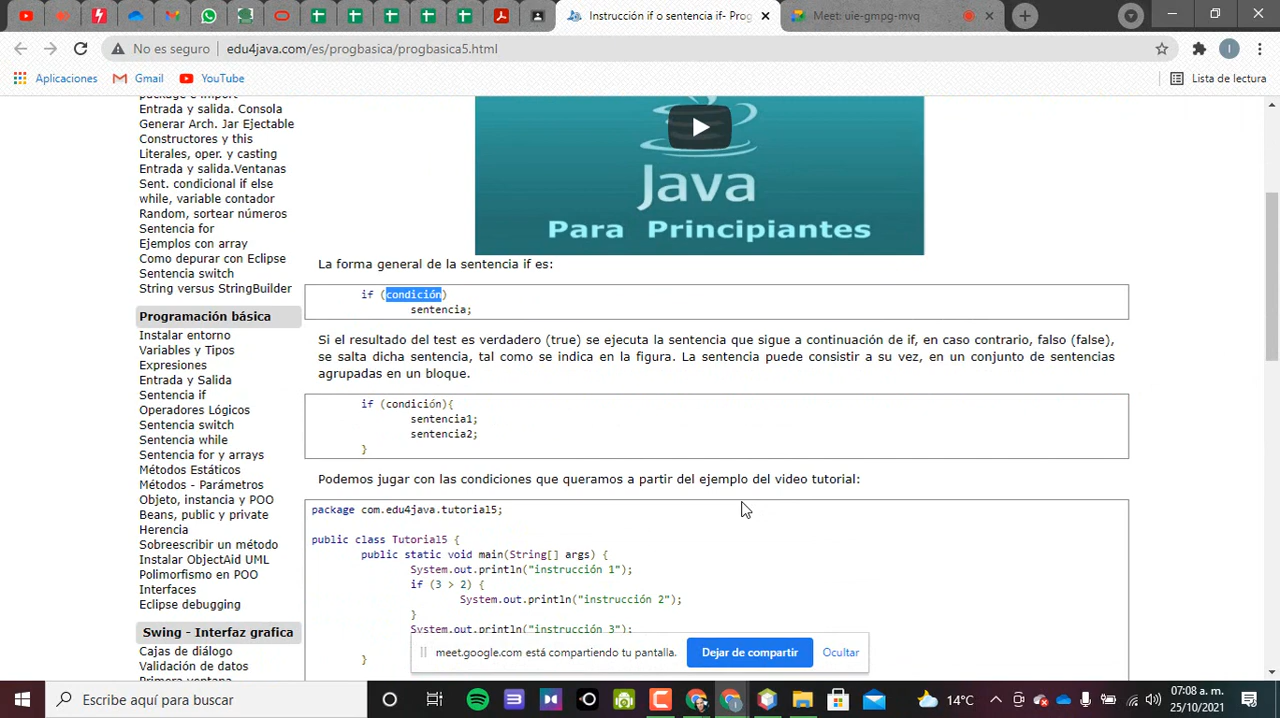 Instrucción if o sentencia if- Prog
Meet: uie-gmpg-mvq
No es seguro
edu4java.com/es/progbasica/progbasica5.html
Aplicaciones
Gmail
YouTube
Lista de lectura
package e import
Entrada y salida. Consola
Generar Arch. Jar Ejectable
Constructores y this
Literales, oper. y casting
Entrada y salida.Ventanas
Sent. condicional if else
while, variable contador
Random, sortear números
Sentencia for
Ejemplos con array
Como depurar con Eclipse
Sentencia switch
String versus StringBuilder
Programación básica
Instalar entorno
Variables y Tipos
Expresiones
Entrada y Salida
Sentencia if
Operadores Lógicos
Sentencia switch
Sentencia while
Sentencia for y arrays
Métodos Estáticos
Métodos - Parámetros
Objeto, instancia y POO
Beans, public y private
Herencia
Sobreescribir un método
Instalar ObjectAid UML
Polimorfismo en POO
Interfaces
Eclipse debugging
Swing - Interfaz grafica
Cajas de diálogo
Validación de datos
Primera ventana
Java
Para Principiantes
La forma general de la sentencia if es:
if (condición)
sentencia;
Si el resultado del test es verdadero (true) se ejecuta la sentencia que sigue a continuación de if, en caso contrario, falso (false),
se salta dicha sentencia, tal como se indica en la figura. La sentencia puede consistir a su vez, en un conjunto de sentencias
agrupadas en un bloque.
if (condición){
sentencia1;
sentencia2;
}
Podemos jugar con las condiciones que queramos a partir del ejemplo del video tutorial:
package com.edu4java.tutorial5;
public class Tutorial5 {
public static void main(String[] args) {
System.out.println("instrucción 1");
if (3 > 2) {
System.out.println("instrucción 2");
}
System.out.println("instrucción 3");
}
meet.google.com está compartiendo tu pantalla.
Dejar de compartir
Ocultar
Escribe aquí para buscar
14°C
07:08 a. m.
25/10/2021